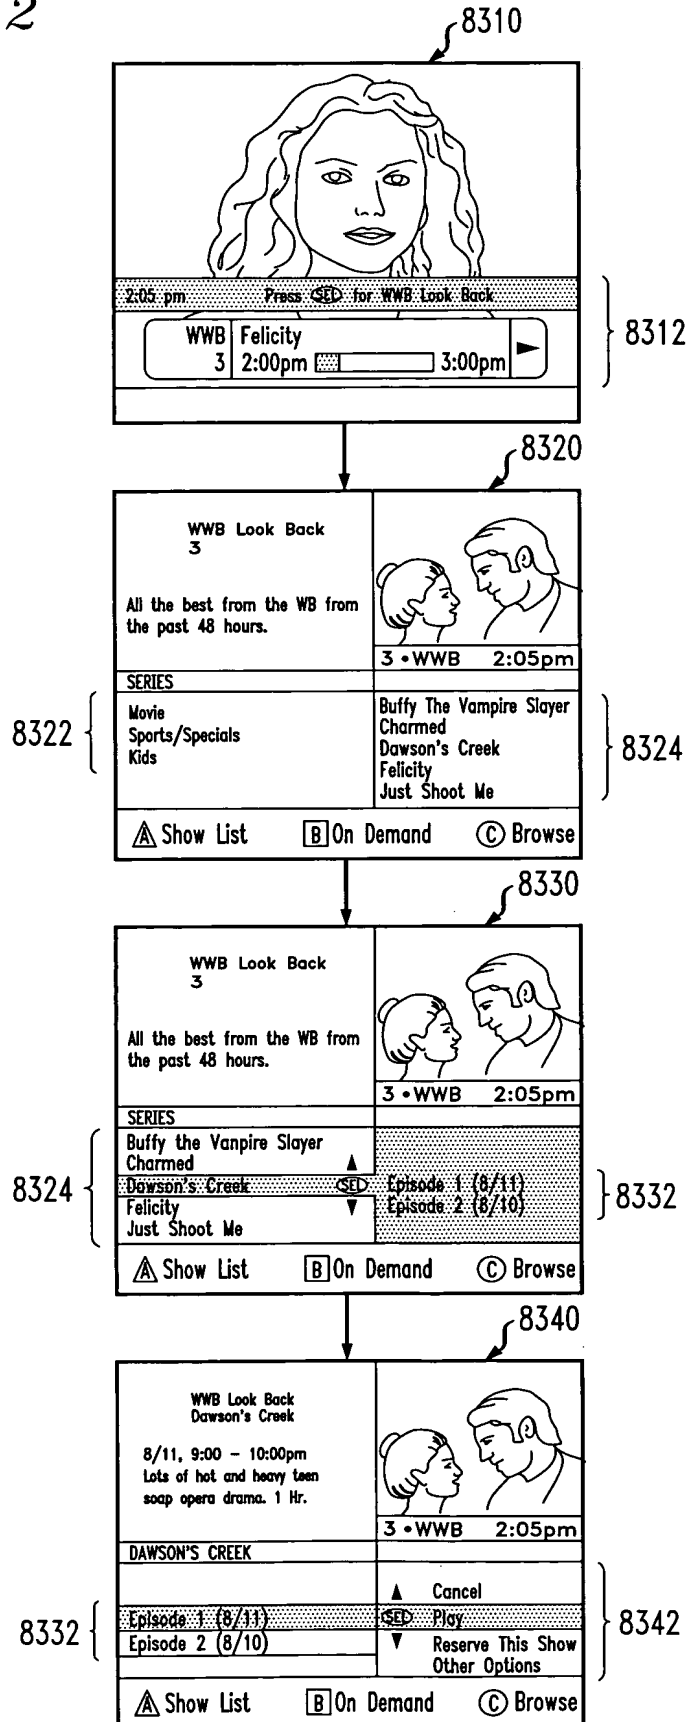 2
8310
2:05 pm Press SEL for WWB Look Back
8312
WWB Felicity
3 2:00pm 3:00pm
8320
WWB Look Back
3
All the best from the WB from
the past 48 hours.
3 • WWB 2:05pm
SERIES
8322
Movie
Sports/Specials
Kids
Buffy The Vampire Slayer
Charmed
Dawson's Creek
Felicity
Just Shoot Me
8324
A Show List B On Demand C Browse
8330
WWB Look Back
3
All the best from the WB from
the past 48 hours.
3 • WWB 2:05pm
SERIES
8324
Buffy the Vanpire Slayer
Charmed
Dawson's Creek SEL
Felicity
Just Shoot Me
Episode 1 (8/11)
Episode 2 (8/10)
8332
A Show List B On Demand C Browse
8340
WWB Look Back
Dawson's Creek
8/11, 9:00 - 10:00pm
Lots of hot and heavy teen
soap opera drama. 1 Hr.
3 • WWB 2:05pm
DAWSON'S CREEK
8332
Episode 1 (8/11)
Episode 2 (8/10)
Cancel
SEL Play
Reserve This Show
Other Options
8342
A Show List B On Demand C Browse